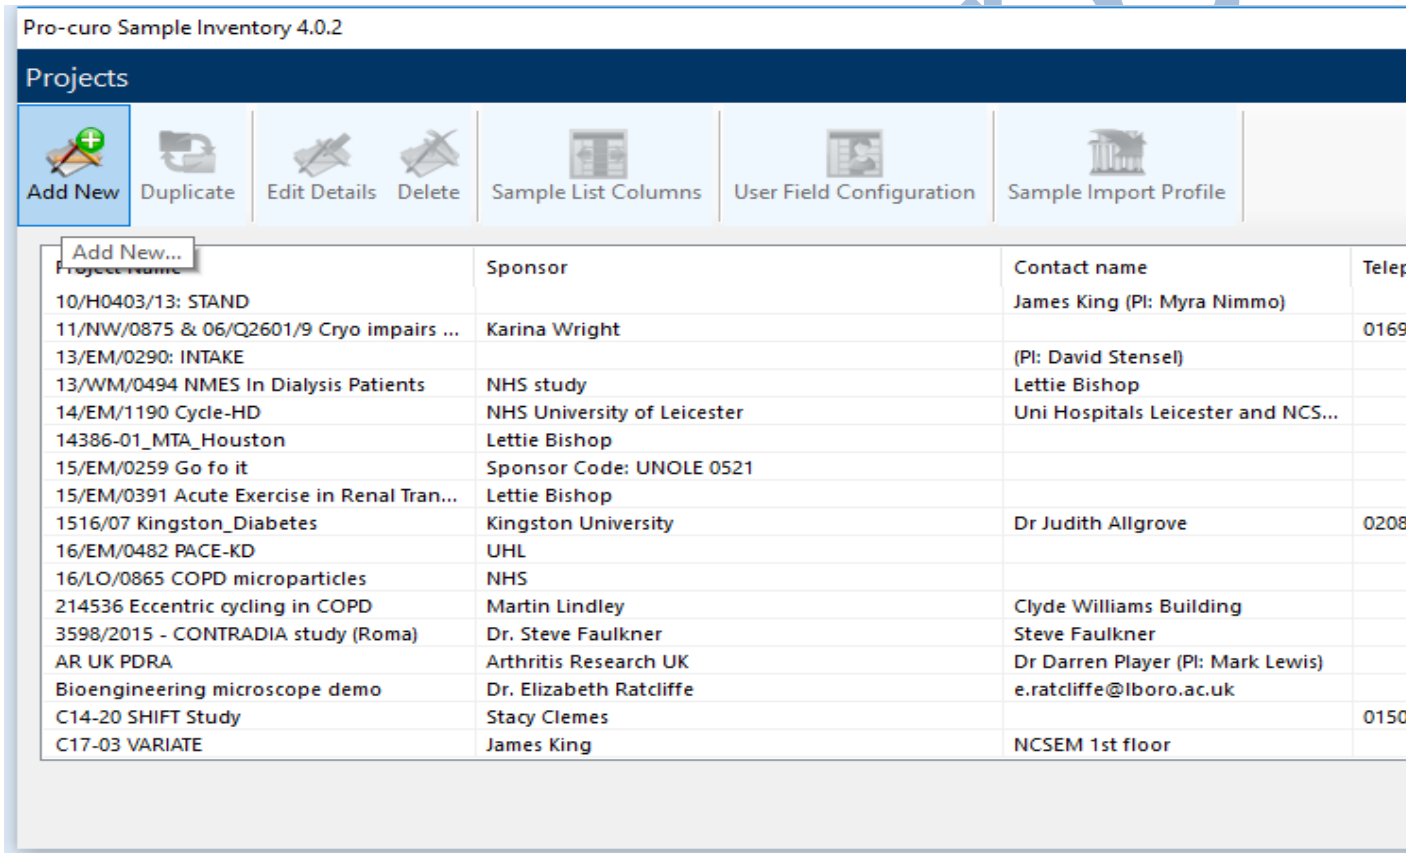 Pro-curo Sample Inventory 4.0.2
Projects
Add New Duplicate Edit Details Delete Sample List Columns User Field Configuration Sample Import Profile
Add New...
Project Name Sponsor Contact name Telep
10/H0403/13: STAND James King (PI: Myra Nimmo)
11/NW/0875 & 06/Q2601/9 Cryo impairs ... Karina Wright 0169
13/EM/0290: INTAKE (PI: David Stensel)
13/WM/0494 NMES In Dialysis Patients NHS study Lettie Bishop
14/EM/1190 Cycle-HD NHS University of Leicester Uni Hospitals Leicester and NCS...
14386-01_MTA_Houston Lettie Bishop
15/EM/0259 Go fo it Sponsor Code: UNOLE 0521
15/EM/0391 Acute Exercise in Renal Tran... Lettie Bishop
1516/07 Kingston_Diabetes Kingston University Dr Judith Allgrove 0208
16/EM/0482 PACE-KD UHL
16/LO/0865 COPD microparticles NHS
214536 Eccentric cycling in COPD Martin Lindley Clyde Williams Building
3598/2015 - CONTRADIA study (Roma) Dr. Steve Faulkner Steve Faulkner
AR UK PDRA Arthritis Research UK Dr Darren Player (PI: Mark Lewis)
Bioengineering microscope demo Dr. Elizabeth Ratcliffe e.ratcliffe@lboro.ac.uk
C14-20 SHIFT Study Stacy Clemes 0150
C17-03 VARIATE James King NCSEM 1st floor